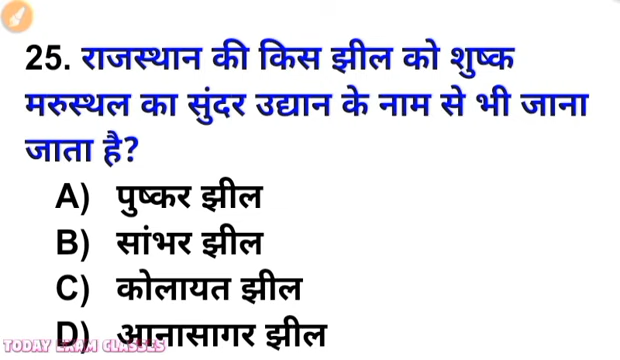 25. राजस्थान की किस झील को शुष्क
मरुस्थल का सुंदर उद्यान के नाम से भी जाना
जाता है?
A) पुष्कर झील
B) सांभर झील
C) कोलायत झील
D) आनासागर झील
TODAY EXAM CLASSES